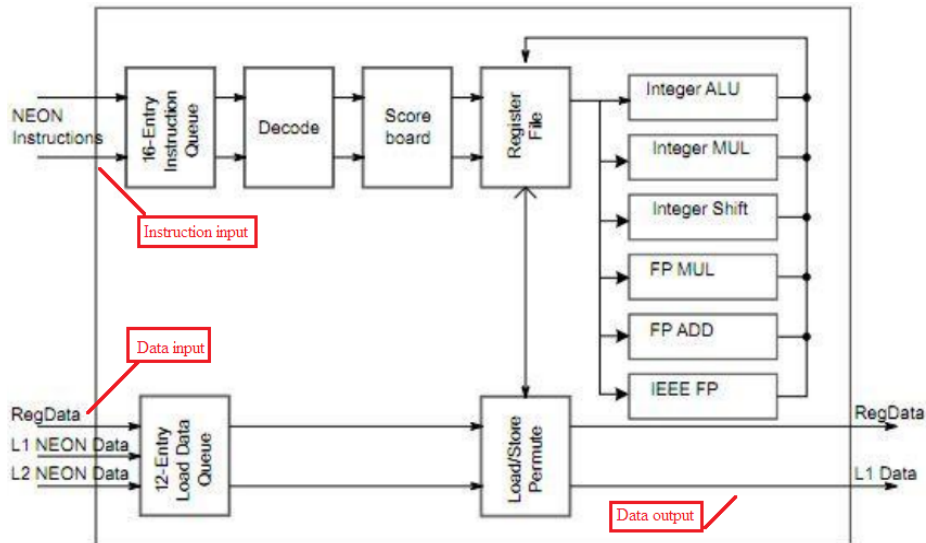 NEON
Instructions
16-Entry
Instruction
Queue
Decode
Score
board
Register
File
Integer ALU
Integer MUL
Integer Shift
FP MUL
FP ADD
IEEE FP
Instruction input
Data input
RegData
L1 NEON Data
L2 NEON Data
12-Entry
Load Data
Queue
Load/Store
Permute
RegData
L1 Data
Data output